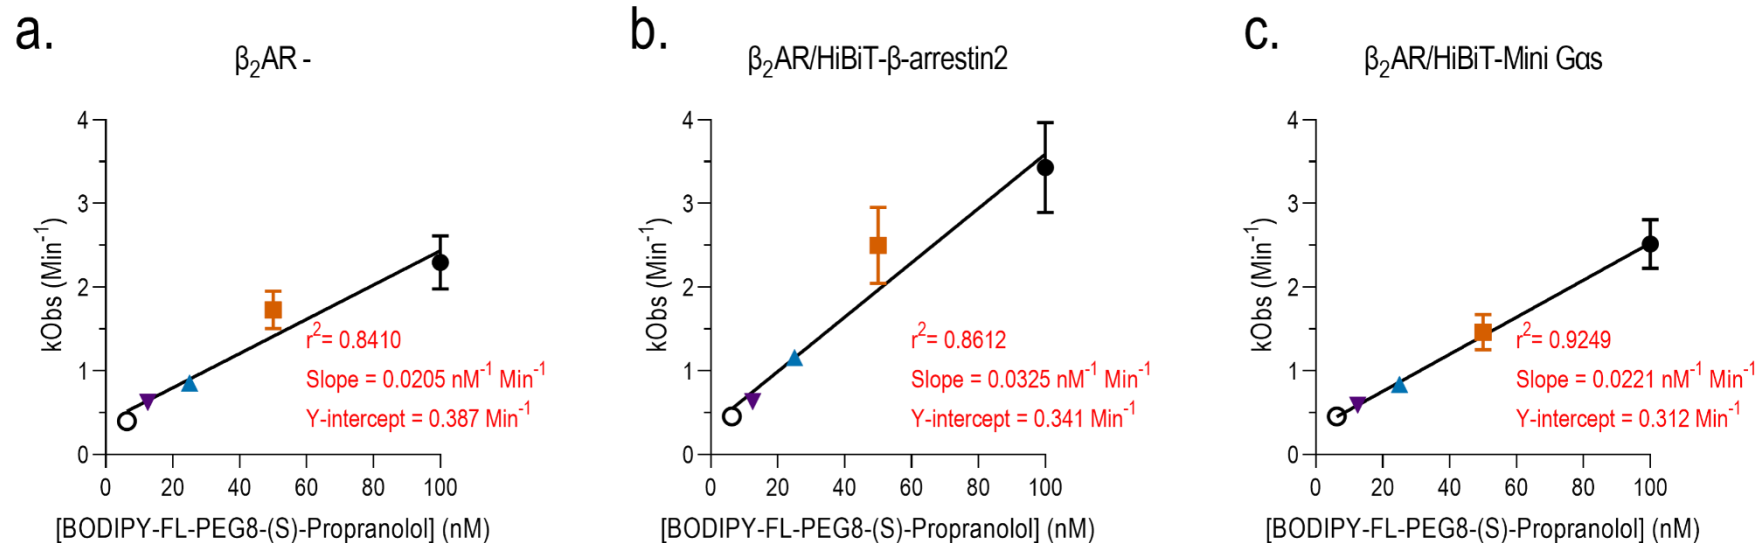 a.
β₂AR -
4
3
2
1
0
kObs (Min⁻¹)
r²= 0.8410
Slope = 0.0205 nM⁻¹ Min⁻¹
Y-intercept = 0.387 Min⁻¹
0 20 40 60 80 100
[BODIPY-FL-PEG8-(S)-Propranolol] (nM)
b.
β₂AR/HiBiT-β-arrestin2
4
3
2
1
0
kObs (Min⁻¹)
r²= 0.8612
Slope = 0.0325 nM⁻¹ Min⁻¹
Y-intercept = 0.341 Min⁻¹
0 20 40 60 80 100
[BODIPY-FL-PEG8-(S)-Propranolol] (nM)
c.
β₂AR/HiBiT-Mini Gαs
4
3
2
1
0
kObs (Min⁻¹)
r²= 0.9249
Slope = 0.0221 nM⁻¹ Min⁻¹
Y-intercept = 0.312 Min⁻¹
0 20 40 60 80 100
[BODIPY-FL-PEG8-(S)-Propranolol] (nM)